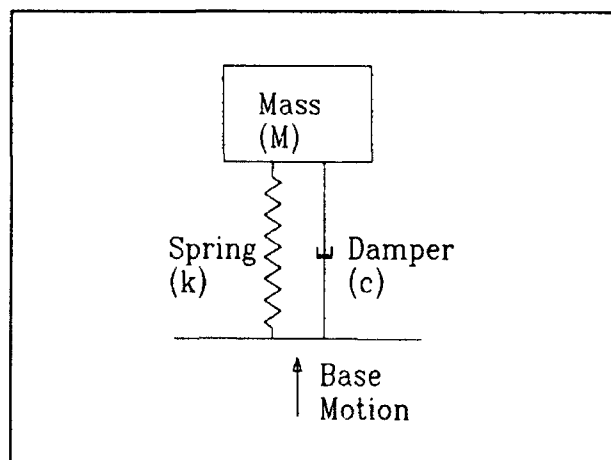 Mass
(M)
Spring
(k)
Damper
(c)
Base
Motion